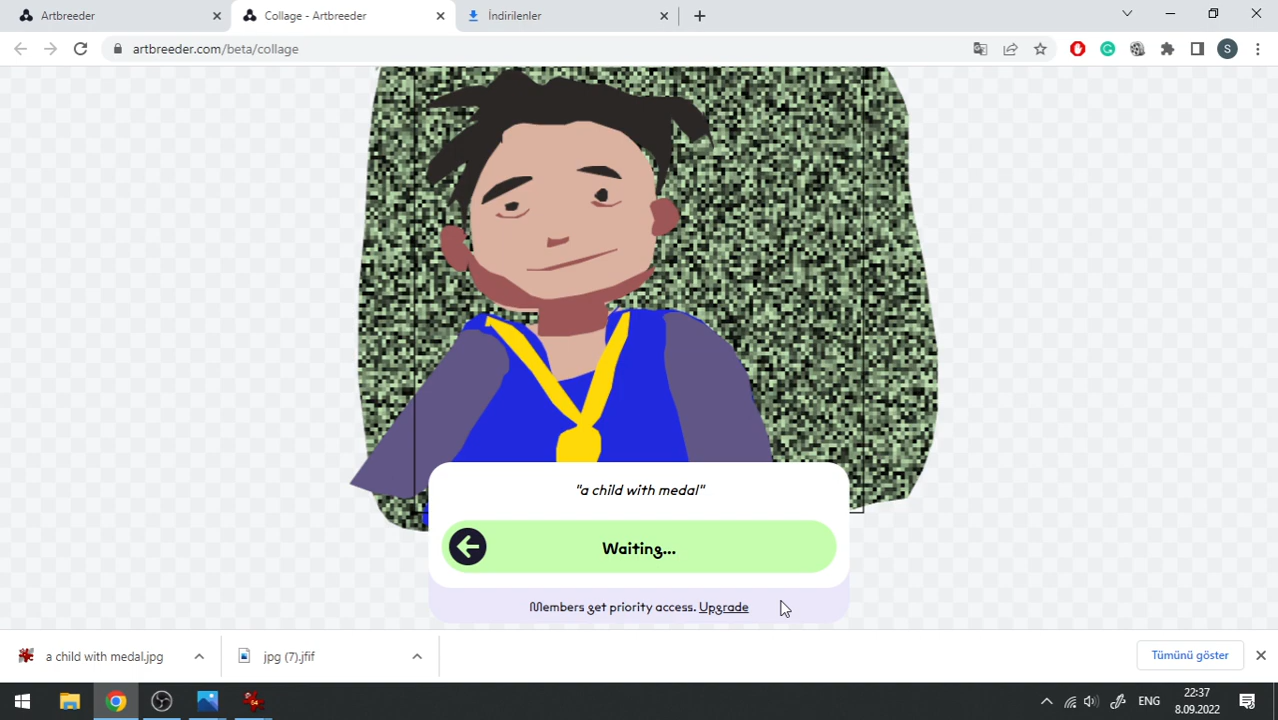 Artbreeder
Collage - Artbreeder
İndirilenler
artbreeder.com/beta/collage
S
"a child with medal"
Waiting...
Members get priority access. Upgrade
a child with medal.jpg
jpg (7).jfif
Tümünü göster
ENG
22:37
8.09.2022